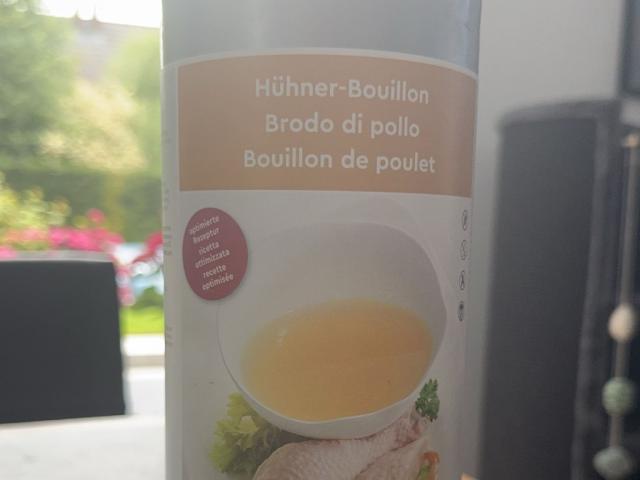 Hühner-Bouillon
Brodo di pollo
Bouillon de poulet
optimierte
Rezeptur
ricetta
ottimizzata
recette
optimisée